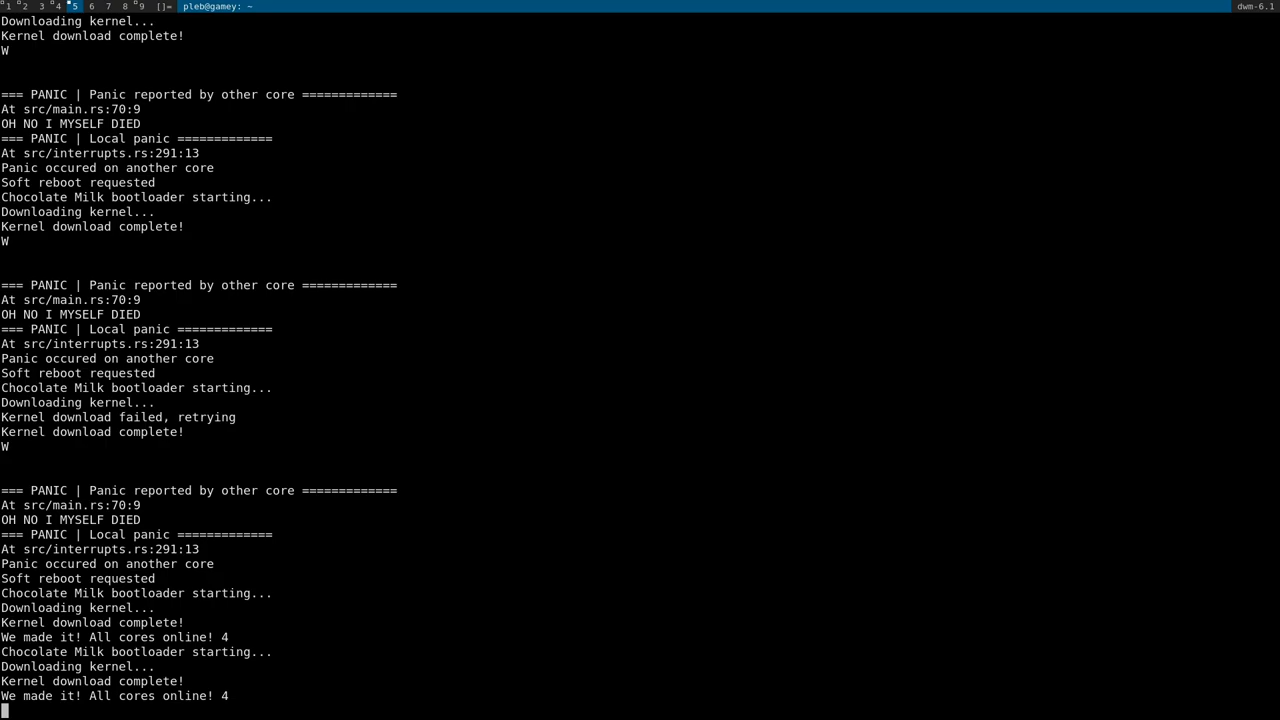 1 2 3 4 5 6 7 8 9 []= pleb@gamey: ~ dwm-6.1
Downloading kernel...
Kernel download complete!
W
=== PANIC | Panic reported by other core =============
At src/main.rs:70:9
OH NO I MYSELF DIED
=== PANIC | Local panic =============
At src/interrupts.rs:291:13
Panic occured on another core
Soft reboot requested
Chocolate Milk bootloader starting...
Downloading kernel...
Kernel download complete!
W
=== PANIC | Panic reported by other core =============
At src/main.rs:70:9
OH NO I MYSELF DIED
=== PANIC | Local panic =============
At src/interrupts.rs:291:13
Panic occured on another core
Soft reboot requested
Chocolate Milk bootloader starting...
Downloading kernel...
Kernel download failed, retrying
Kernel download complete!
W
=== PANIC | Panic reported by other core =============
At src/main.rs:70:9
OH NO I MYSELF DIED
=== PANIC | Local panic =============
At src/interrupts.rs:291:13
Panic occured on another core
Soft reboot requested
Chocolate Milk bootloader starting...
Downloading kernel...
Kernel download complete!
We made it! All cores online! 4
Chocolate Milk bootloader starting...
Downloading kernel...
Kernel download complete!
We made it! All cores online! 4